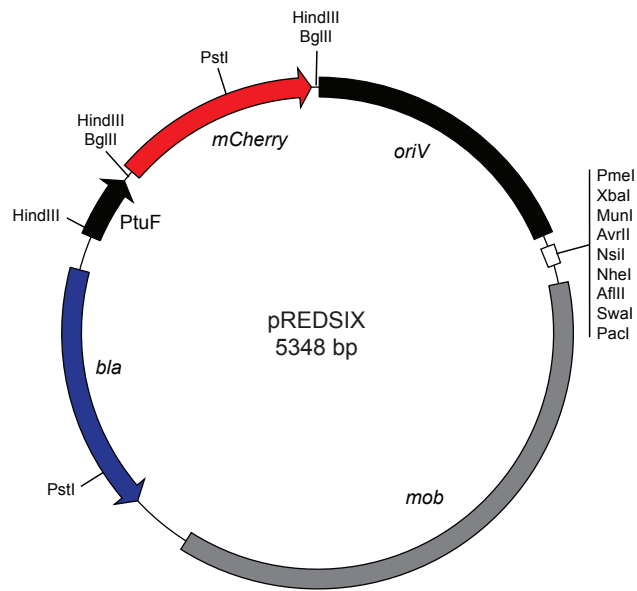 HindIII
BglII
PstI
HindIII
BglII
mCherry
oriV
PmeI
XbaI
MunI
AvrII
NsiI
NheI
AflII
SwaI
PacI
HindIII
PtuF
pREDSIX
5348 bp
bla
PstI
mob